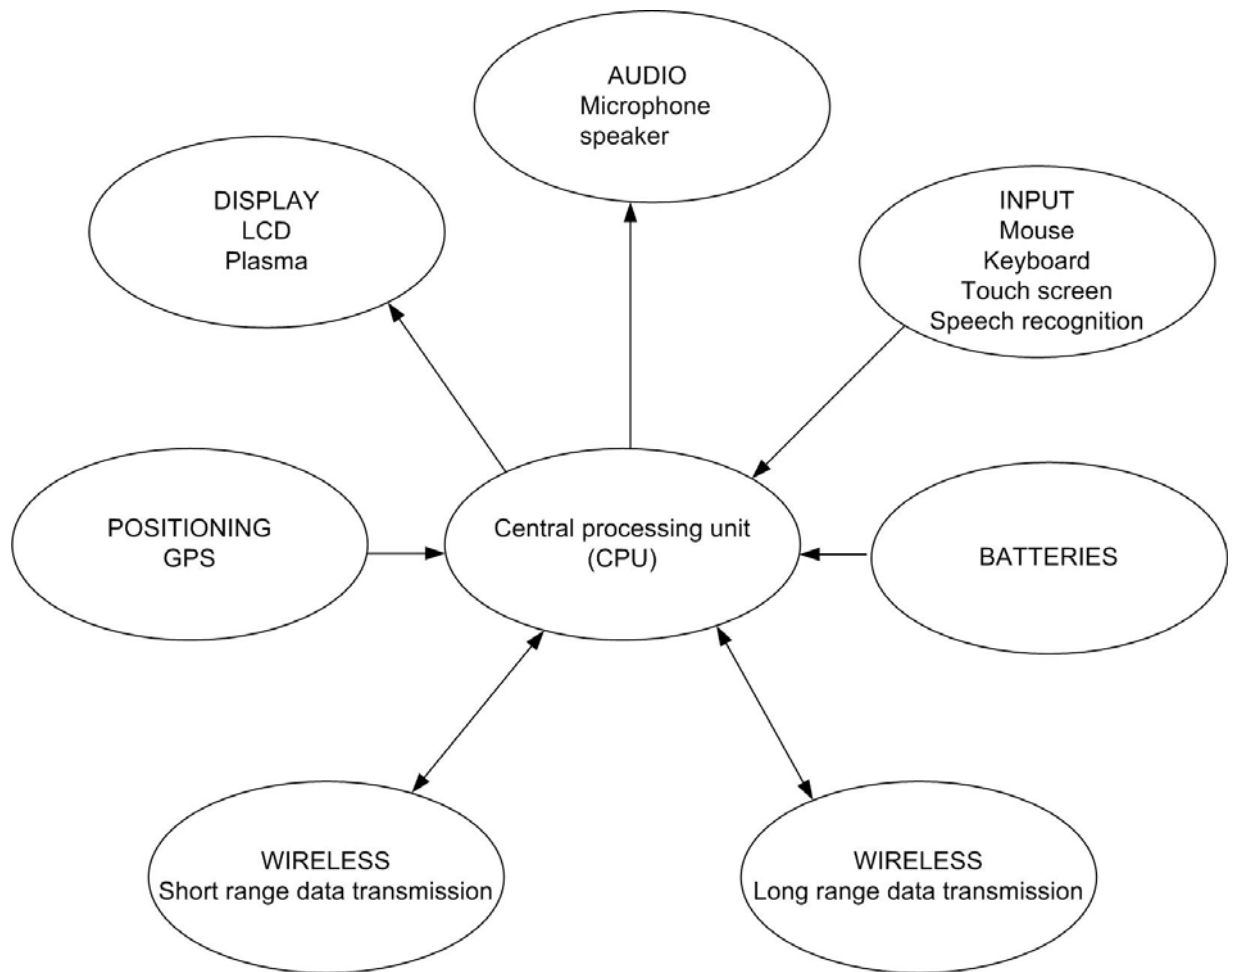 AUDIO
Microphone
speaker
DISPLAY
LCD
Plasma
INPUT
Mouse
Keyboard
Touch screen
Speech recognition
POSITIONING
GPS
Central processing unit
(CPU)
BATTERIES
WIRELESS
Short range data transmission
WIRELESS
Long range data transmission